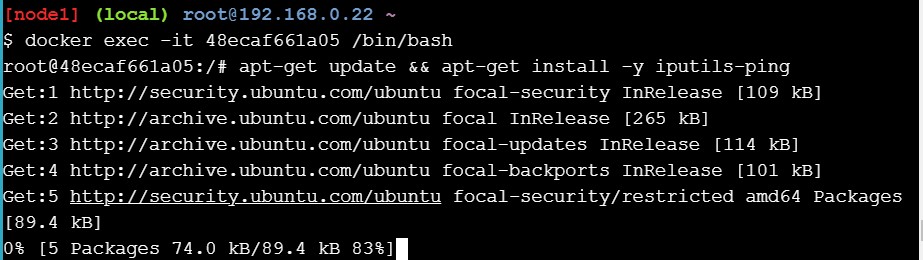 [node1] (local) root@192.168.0.22 ~
$ docker exec -it 48ecaf661a05 /bin/bash
root@48ecaf661a05:/# apt-get update && apt-get install -y iputils-ping
Get:1 http://security.ubuntu.com/ubuntu focal-security InRelease [109 kB]
Get:2 http://archive.ubuntu.com/ubuntu focal InRelease [265 kB]
Get:3 http://archive.ubuntu.com/ubuntu focal-updates InRelease [114 kB]
Get:4 http://archive.ubuntu.com/ubuntu focal-backports InRelease [101 kB]
Get:5 http://security.ubuntu.com/ubuntu focal-security/restricted amd64 Packages
[89.4 kB]
0% [5 Packages 74.0 kB/89.4 kB 83%]